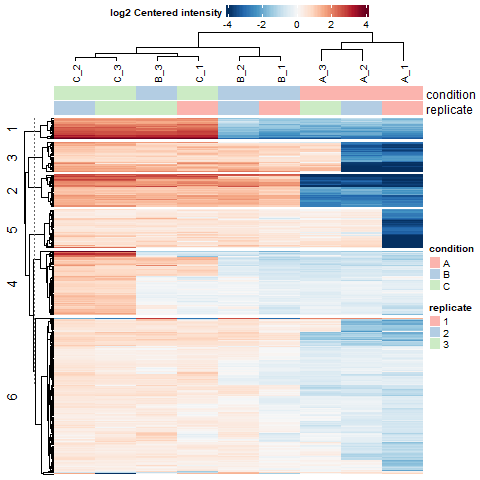 log2 Centered intensity
-4 -2 0 2 4
C_2 C_3 B_3 C_1 B_2 B_1 A_3 A_2 A_1
condition
replicate
1
3
2
5
4
6
condition
A
B
C
replicate
1
2
3